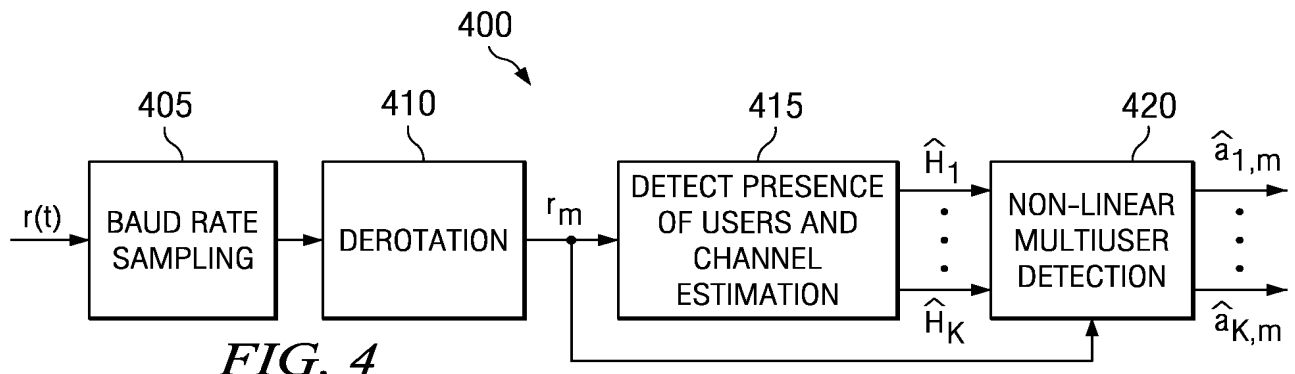 400
405
410
415
420
r(t)
BAUD RATE
SAMPLING
DEROTATION
r_m
DETECT PRESENCE
OF USERS AND
CHANNEL
ESTIMATION
Ĥ_1
Ĥ_K
NON-LINEAR
MULTIUSER
DETECTION
â_1,m
â_K,m
FIG. 4